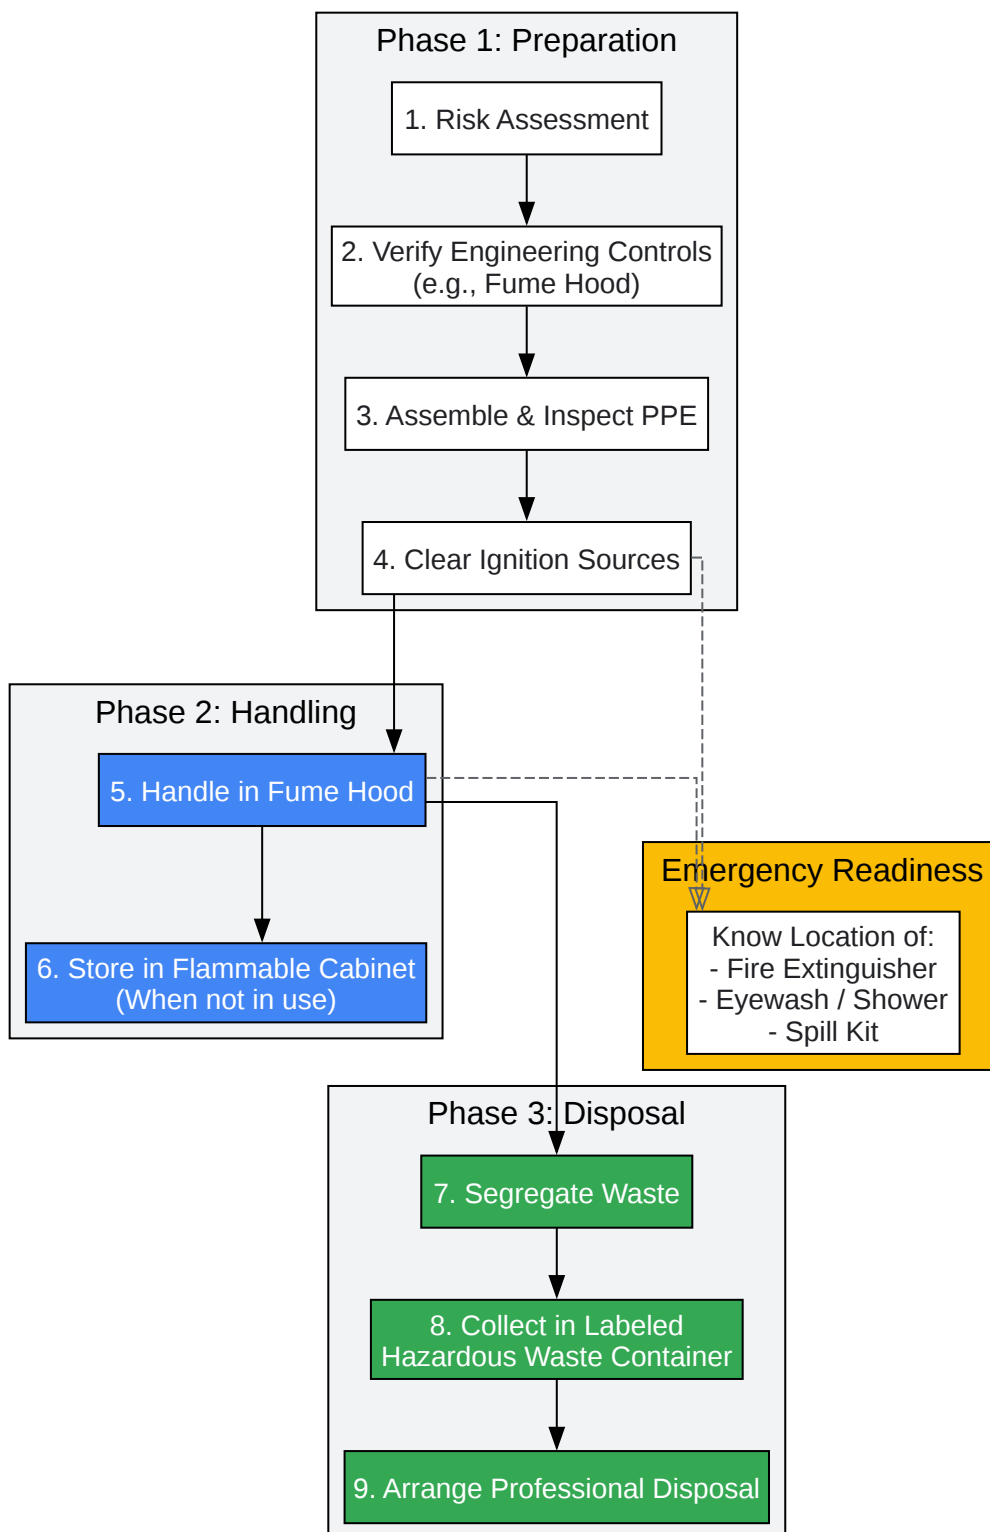 Phase 1: Preparation
1. Risk Assessment
2. Verify Engineering Controls
(e.g., Fume Hood)
3. Assemble & Inspect PPE
4. Clear Ignition Sources
Phase 2: Handling
5. Handle in Fume Hood
6. Store in Flammable Cabinet
(When not in use)
Emergency Readiness
Know Location of:
- Fire Extinguisher
- Eyewash / Shower
- Spill Kit
Phase 3: Disposal
7. Segregate Waste
8. Collect in Labeled
Hazardous Waste Container
9. Arrange Professional Disposal